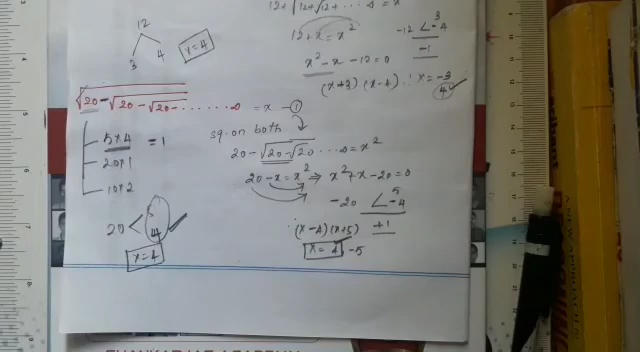 12+√12+√12+ ... ∞ = x
12
3 4
x=4
12+x = x²
x² - x - 12 = 0
-12 < 3 -4
-1
(x+3) (x-4) x = -3
4
√20-√20-√20- ....... ∞ = x —①
sq. on both
20-√20-√20 ... ∞ = x²
20-x = x² ⇒ x²+x-20=0
-20 < 5 -4
+1
(x-4)(x+5)
x = 4, -5
5×4 = 1
20×1
10×2
20 < 5 4
x=4